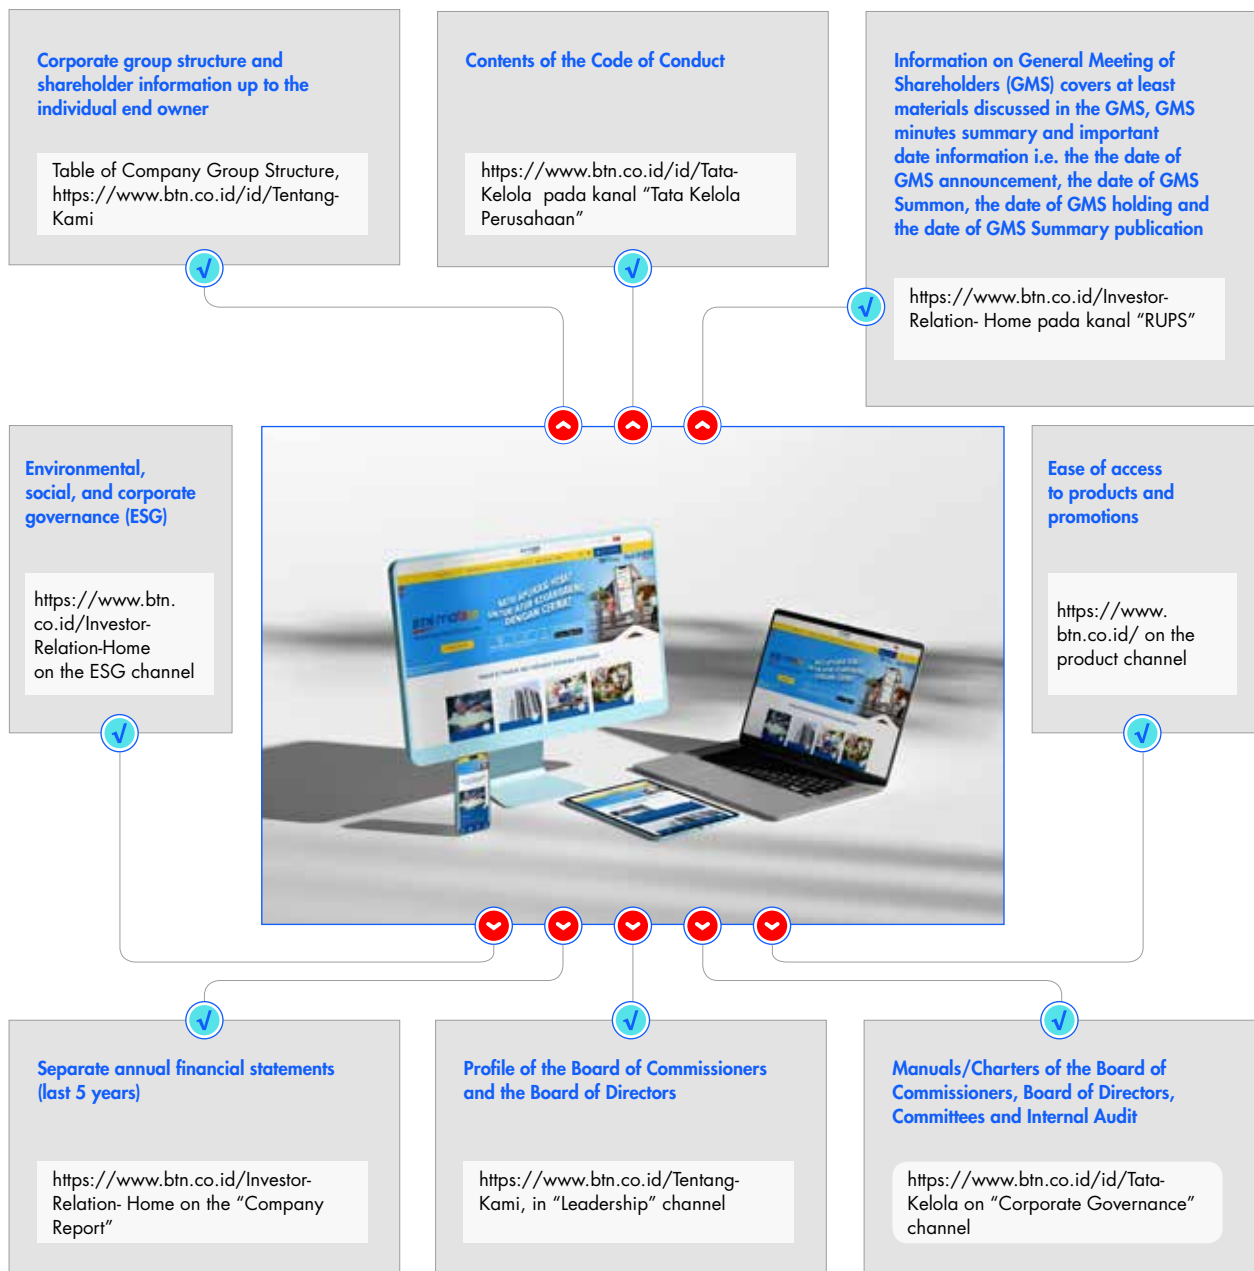 Corporate group structure and
shareholder information up to the
individual end owner
Table of Company Group Structure,
https://www.btn.co.id/id/Tentang-
Kami
Contents of the Code of Conduct
https://www.btn.co.id/id/Tata-
Kelola pada kanal “Tata Kelola
Perusahaan”
Information on General Meeting of
Shareholders (GMS) covers at least
materials discussed in the GMS, GMS
minutes summary and important
date information i.e. the the date of
GMS announcement, the date of GMS
Summon, the date of GMS holding and
the date of GMS Summary publication
https://www.btn.co.id/Investor-
Relation- Home pada kanal “RUPS”
Environmental,
social, and corporate
governance (ESG)
https://www.btn.
co.id/Investor-
Relation-Home
on the ESG channel
SATU APLIKASI HEBAT
UNTUK ATUR KEUANGANMU
DENGAN CERMAT
Ease of access
to products and
promotions
https://www.
btn.co.id/ on the
product channel
Separate annual financial statements
(last 5 years)
https://www.btn.co.id/Investor-
Relation- Home on the “Company
Report”
Profile of the Board of Commissioners
and the Board of Directors
https://www.btn.co.id/Tentang-
Kami, in “Leadership” channel
Manuals/Charters of the Board of
Commissioners, Board of Directors,
Committees and Internal Audit
https://www.btn.co.id/id/Tata-
Kelola on “Corporate Governance”
channel